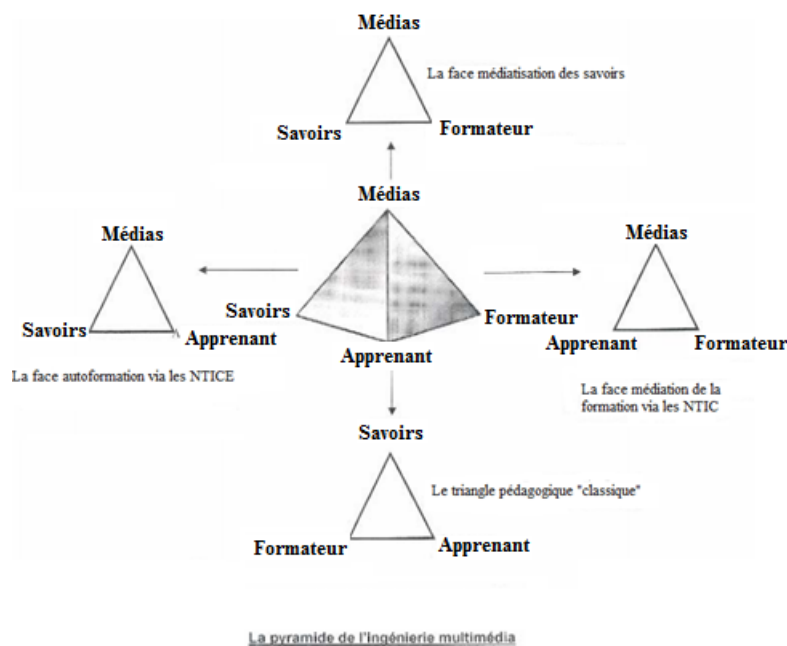 Médias
La face médiatisation des savoirs
Savoirs
Formateur
Médias
Médias
Médias
Savoirs
Formateur
Savoirs
Apprenant
Apprenant
Apprenant
Formateur
La face autoformation via les NTICE
La face médiation de la
formation via les NTIC
Savoirs
Le triangle pédagogique "classique"
Formateur
Apprenant
La pyramide de l'ingénierie multimédia